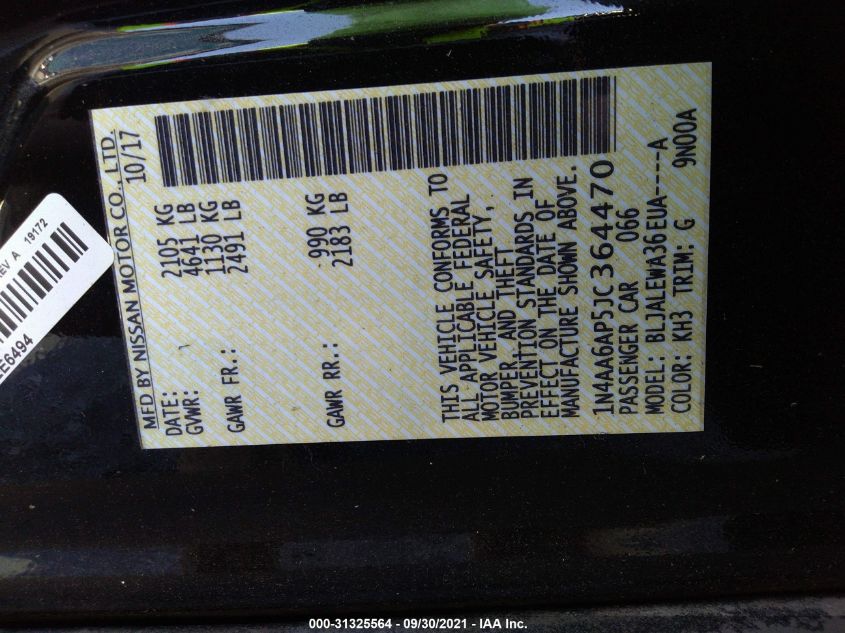 MFD BY NISSAN MOTOR CO., LTD.
DATE: 10/17
GVWR: 2105 KG
4641 LB
GAWR FR.: 1130 KG
2491 LB
GAWR RR.: 990 KG
2183 LB
THIS VEHICLE CONFORMS TO
ALL APPLICABLE FEDERAL
MOTOR VEHICLE SAFETY,
BUMPER, AND THEFT
PREVENTION STANDARDS IN
EFFECT ON THE DATE OF
MANUFACTURE SHOWN ABOVE.
1N4AA6AP5JC364470
PASSENGER CAR 066
MODEL: BLJALEWA36EUA----A
COLOR: KH3 TRIM: G 9N00A
REV A 19172
E6494
000-31325564 - 09/30/2021 - IAA Inc.